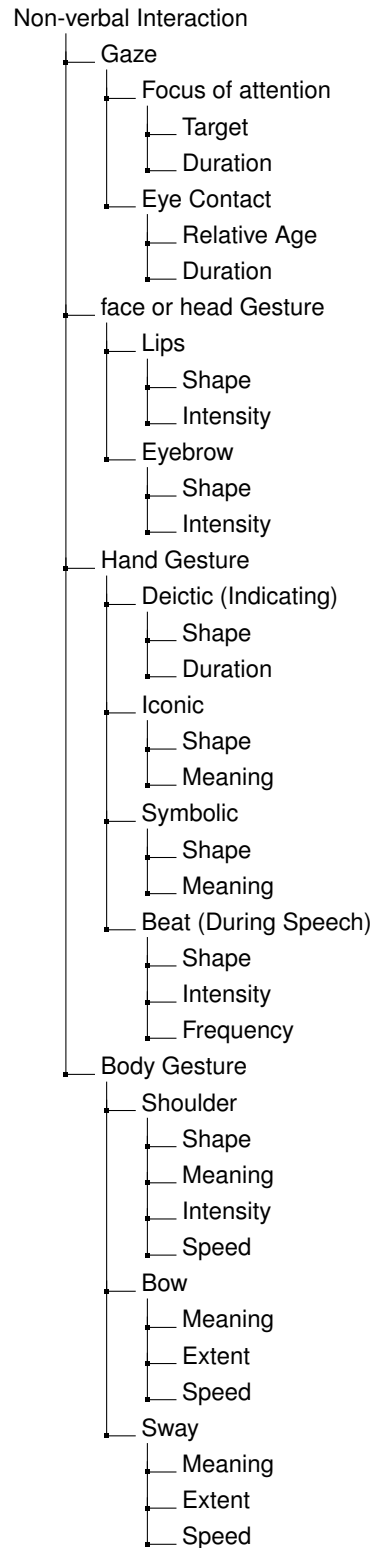 Non-verbal Interaction
Gaze
Focus of attention
Target
Duration
Eye Contact
Relative Age
Duration
face or head Gesture
Lips
Shape
Intensity
Eyebrow
Shape
Intensity
Hand Gesture
Deictic (Indicating)
Shape
Duration
Iconic
Shape
Meaning
Symbolic
Shape
Meaning
Beat (During Speech)
Shape
Intensity
Frequency
Body Gesture
Shoulder
Shape
Meaning
Intensity
Speed
Bow
Meaning
Extent
Speed
Sway
Meaning
Extent
Speed